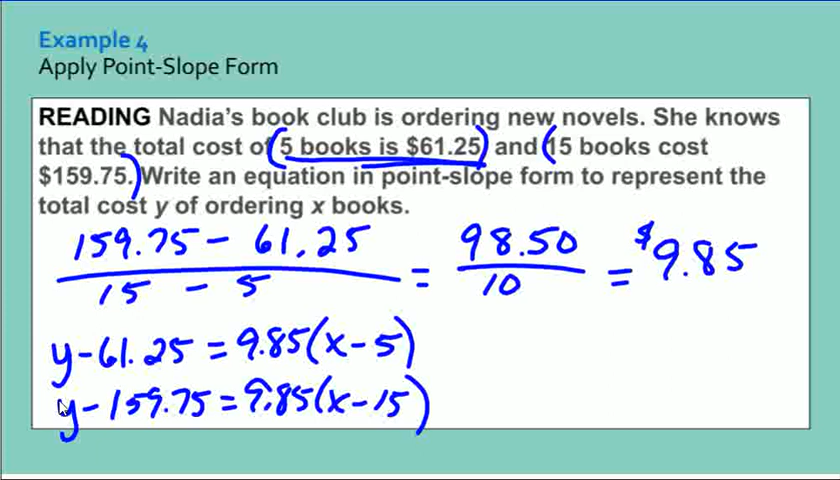 Example 4
Apply Point-Slope Form
READING Nadia's book club is ordering new novels. She knows
that the total cost of (5 books is $61.25) and (15 books cost
$159.75.) Write an equation in point-slope form to represent the
total cost y of ordering x books.
159.75 - 61.25
15 - 5
=
98.50
10
= $9.85
y - 61.25 = 9.85(x - 5)
y - 159.75 = 9.85(x - 15)